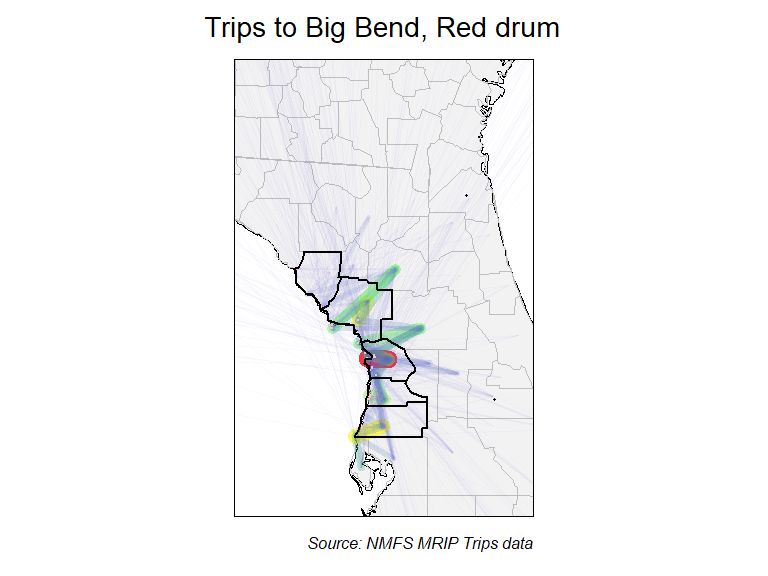 Trips to Big Bend, Red drum
Source: NMFS MRIP Trips data